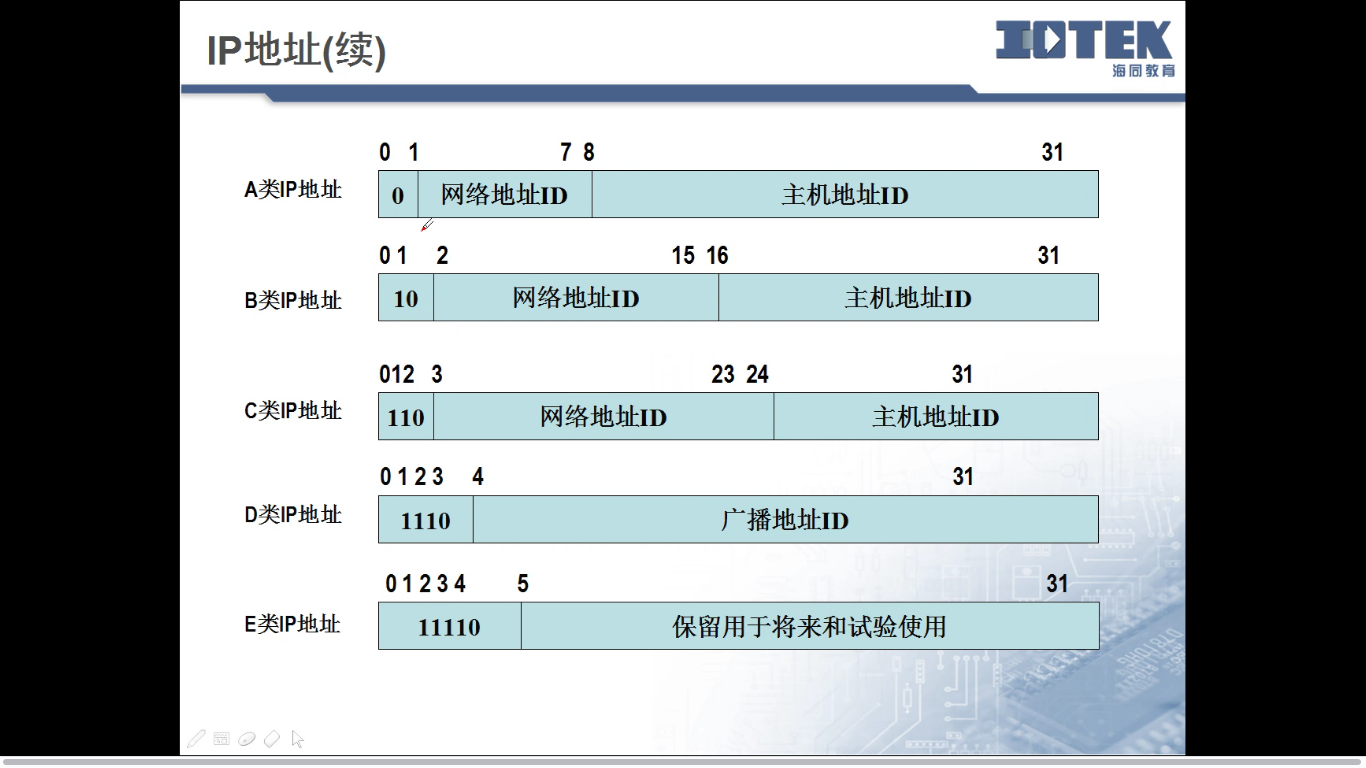 IP地址(续)
IOTEK
海同教育
0 1 7 8 31
A类IP地址 0 网络地址ID 主机地址ID
0 1 2 15 16 31
B类IP地址 10 网络地址ID 主机地址ID
012 3 23 24 31
C类IP地址 110 网络地址ID 主机地址ID
0 1 2 3 4 31
D类IP地址 1110 广播地址ID
0 1 2 3 4 5 31
E类IP地址 11110 保留用于将来和试验使用